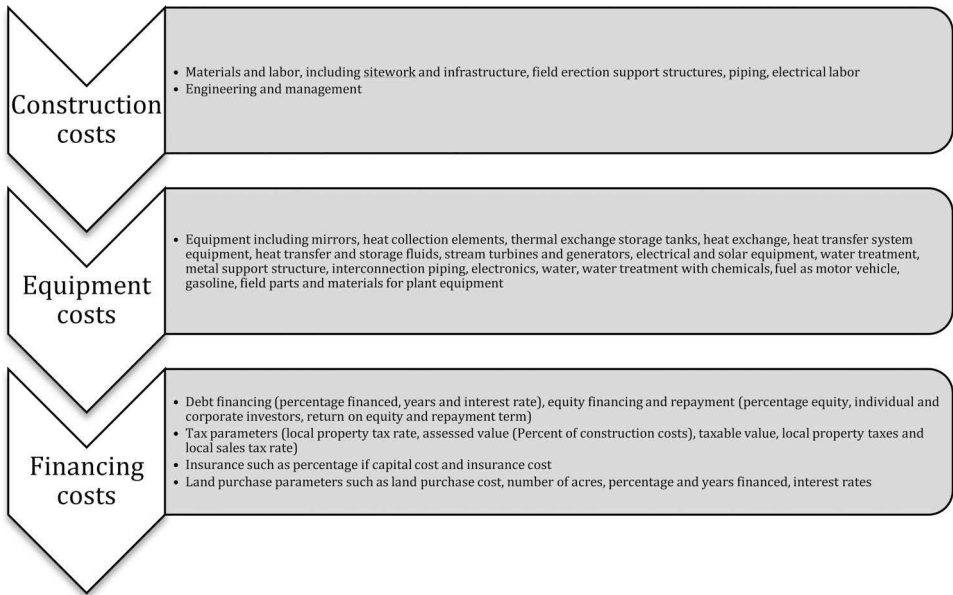 Construction
costs
• Materials and labor, including sitework and infrastructure, field erection support structures, piping, electrical labor
• Engineering and management
Equipment
costs
• Equipment including mirrors, heat collection elements, thermal exchange storage tanks, heat exchange, heat transfer system
equipment, heat transfer and storage fluids, stream turbines and generators, electrical and solar equipment, water treatment,
metal support structure, interconnection piping, electronics, water, water treatment with chemicals, fuel as motor vehicle,
gasoline, field parts and materials for plant equipment
Financing
costs
• Debt financing (percentage financed, years and interest rate), equity financing and repayment (percentage equity, individual and
corporate investors, return on equity and repayment term)
• Tax parameters (local property tax rate, assessed value (Percent of construction costs), taxable value, local property taxes and
local sales tax rate)
• Insurance such as percentage if capital cost and insurance cost
• Land purchase parameters such as land purchase cost, number of acres, percentage and years financed, interest rates